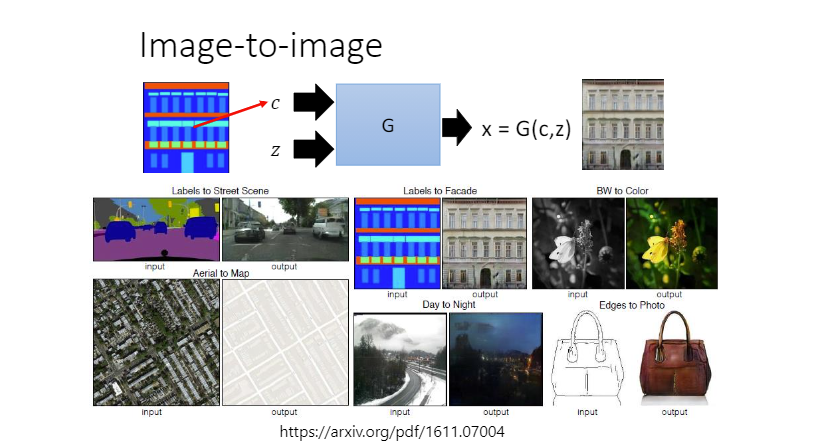 Image-to-image
c
z
G
x = G(c,z)
Labels to Street Scene
input
output
Labels to Facade
input
output
BW to Color
input
output
Aerial to Map
input
output
Day to Night
input
output
Edges to Photo
input
output
https://arxiv.org/pdf/1611.07004